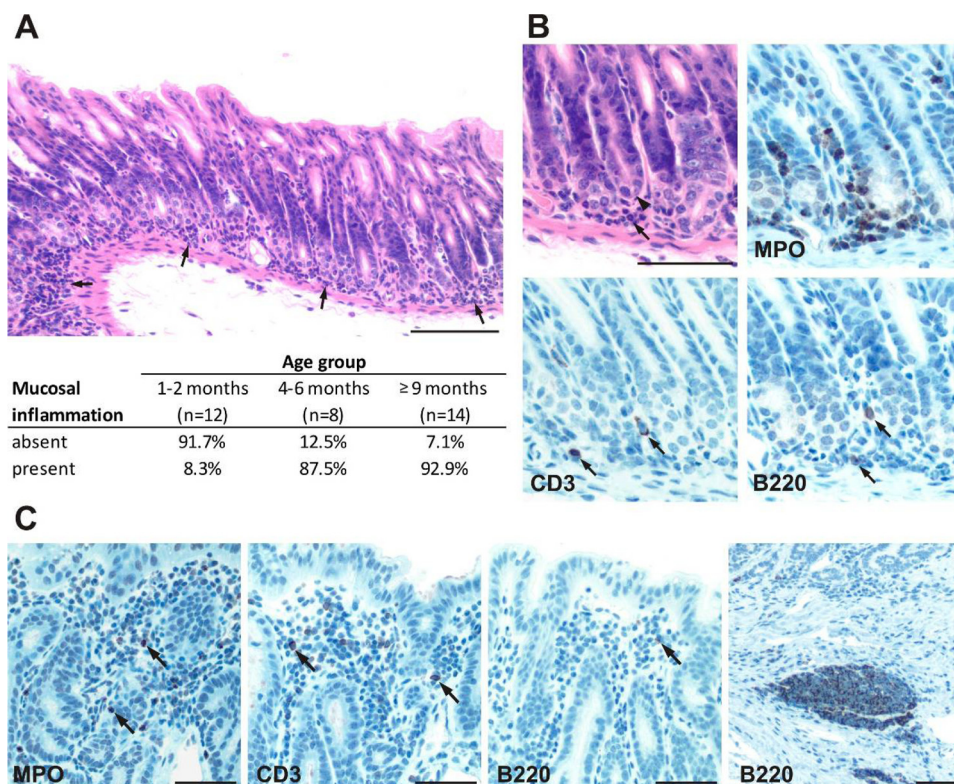 A
B
Age group
Mucosal inflammation
1-2 months (n=12)
4-6 months (n=8)
≥ 9 months (n=14)
absent 91.7% 12.5% 7.1%
present 8.3% 87.5% 92.9%
MPO
CD3
B220
C
MPO
CD3
B220
B220